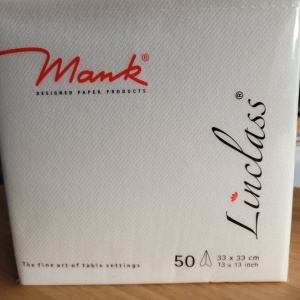 Mank®
DESIGNED PAPER PRODUCTS
Linclass®
50 33 x 33 cm
13 x 13 inch
The fine art of table settings